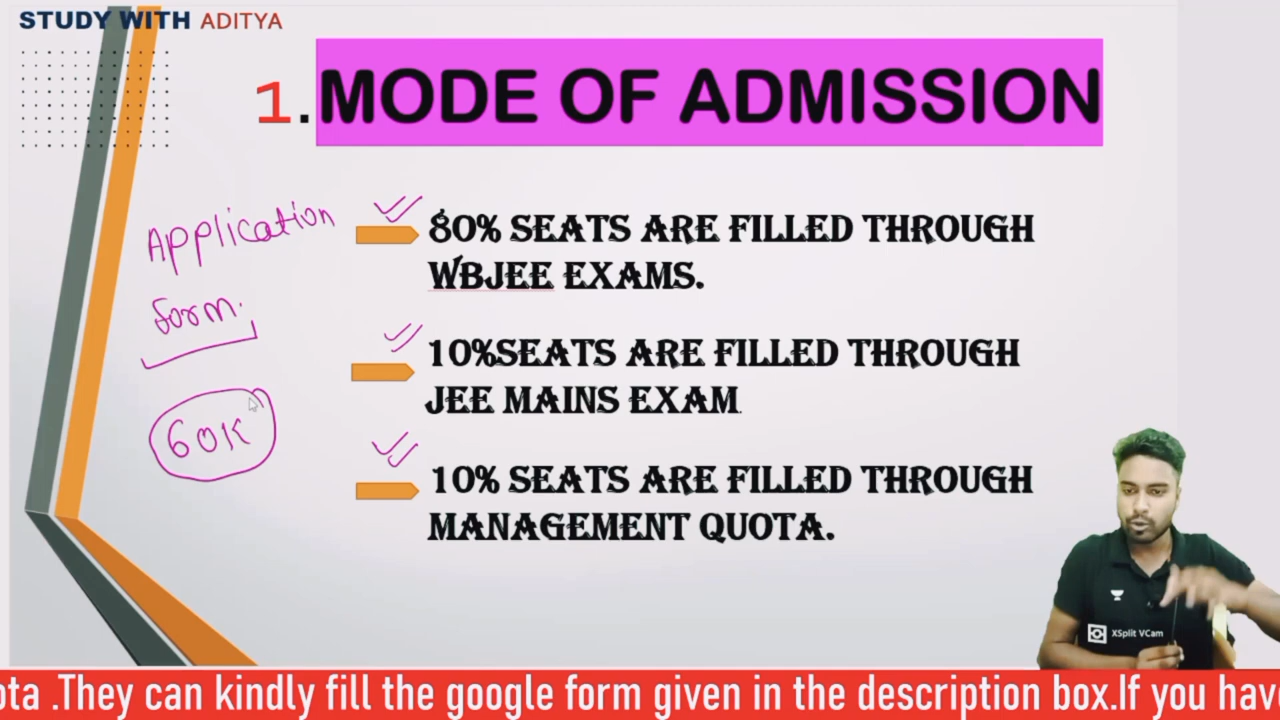 STUDY WITH ADITYA
1. MODE OF ADMISSION
Application
form.
60K
80% SEATS ARE FILLED THROUGH
WBJEE EXAMS.
10%SEATS ARE FILLED THROUGH
JEE MAINS EXAM
10% SEATS ARE FILLED THROUGH
MANAGEMENT QUOTA.
XSplit VCam
ota .They can kindly fill the google form given in the description box.If you hav